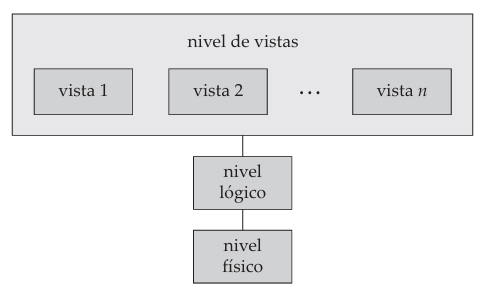 nivel de vistas
vista 1
vista 2
...
vista n
nivel
lógico
nivel
físico